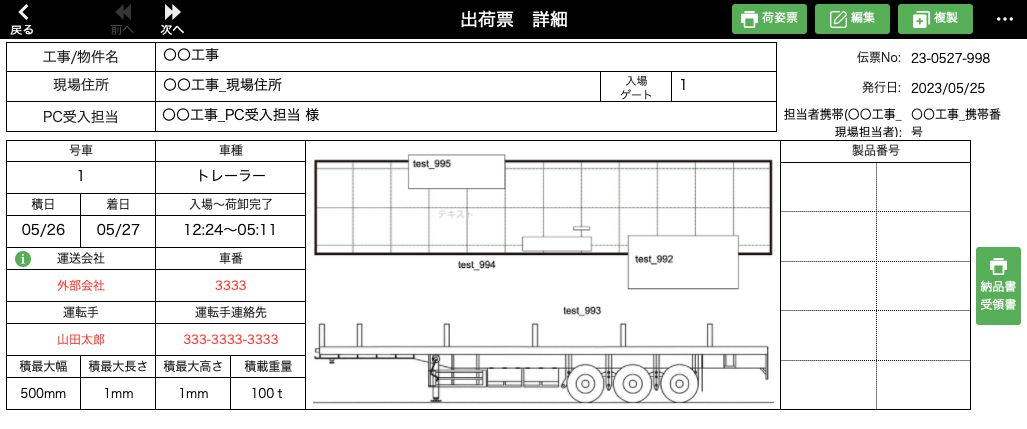 戻る
前へ
次へ
出荷票　詳細
荷姿票
編集
複製
工事/物件名
〇〇工事
現場住所
〇〇工事_現場住所
入場
ゲート
1
PC受入担当
〇〇工事_PC受入担当 様
伝票No:
23-0527-998
発行日:
2023/05/25
担当者携帯(〇〇工事_
現場担当者):
〇〇工事_携帯番
号
号車
車種
1
トレーラー
積日
着日
入場〜荷卸完了
05/26
05/27
12:24〜05:11
運送会社
車番
外部会社
3333
運転手
運転手連絡先
山田太郎
333-3333-3333
積最大幅
積最大長さ
積最大高さ
積載重量
500mm
1mm
1mm
100 t
test_995
テキスト
test_994
test_992
test_993
製品番号
納品書
受領書